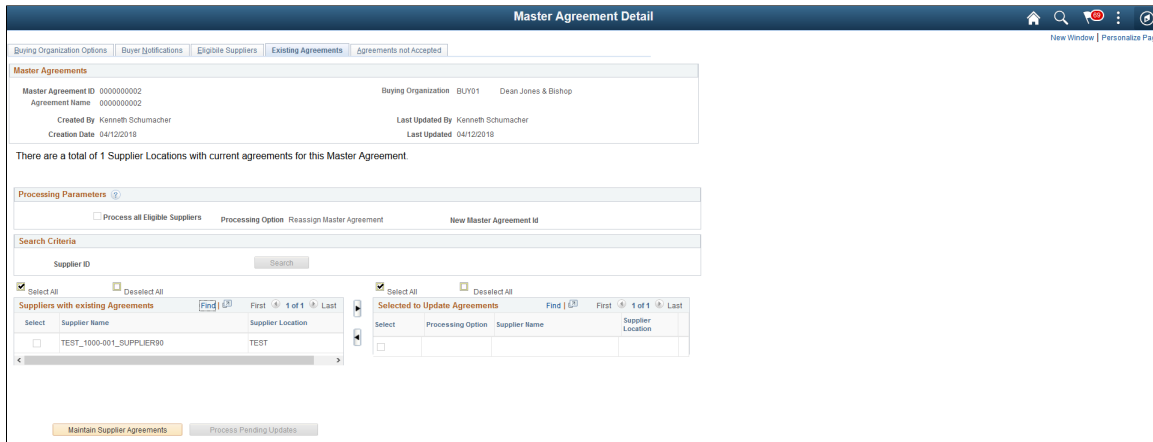 Master Agreement Detail
63
New Window | Personalize Pag
Buying Organization Options Buyer Notifications Eligibile Suppliers Existing Agreements Agreements not Accepted
Master Agreements
Master Agreement ID 0000000002 Buying Organization BUY01 Dean Jones & Bishop
Agreement Name 0000000002
Created By Kenneth Schumacher Last Updated By Kenneth Schumacher
Creation Date 04/12/2018 Last Updated 04/12/2018
There are a total of 1 Supplier Locations with current agreements for this Master Agreement.
Processing Parameters ?
Process all Eligible Suppliers Processing Option Reassign Master Agreement New Master Agreement Id
Search Criteria
Supplier ID Search
Select All Deselect All Select All Deselect All
Suppliers with existing Agreements Find | First 1 of 1 Last Selected to Update Agreements Find | First 1 of 1 Last
Select Supplier Name Supplier Location Select Processing Option Supplier Name Supplier
Location
TEST_1000-001_SUPPLIER90 TEST
Maintain Supplier Agreements Process Pending Updates